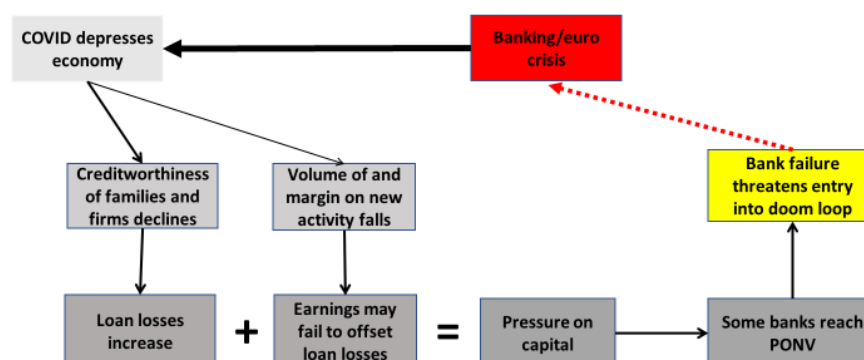 COVID depresses
economy
Banking/euro
crisis
Creditworthiness
of families and
firms declines
Volume of and
margin on new
activity falls
Bank failure
threatens entry
into doom loop
Loan losses
increase
+
Earnings may
fail to offset
loan losses
=
Pressure on
capital
Some banks reach
PONV